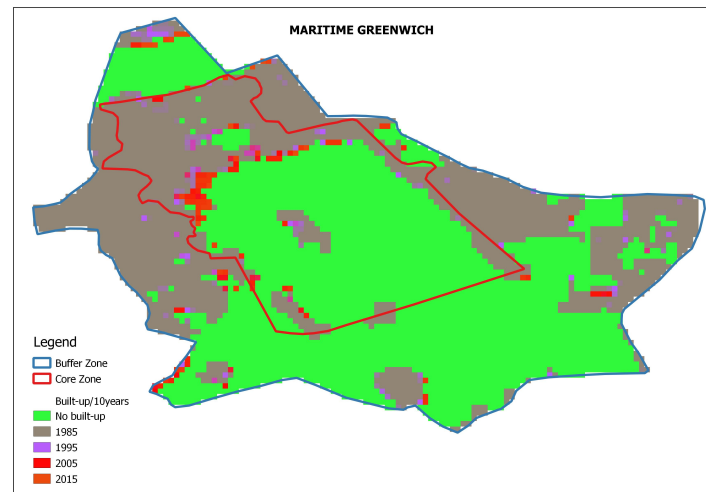 MARITIME GREENWICH
Legend
Buffer Zone
Core Zone
Built-up/10years
No built-up
1985
1995
2005
2015